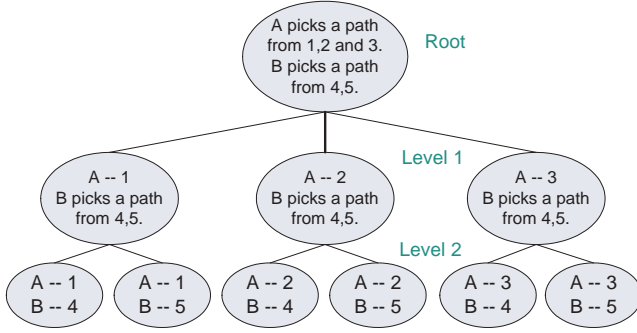 A picks a path
from 1,2 and 3.
B picks a path
from 4,5.
Root
Level 1
A -- 1
B picks a path
from 4,5.
A -- 2
B picks a path
from 4,5.
A -- 3
B picks a path
from 4,5.
Level 2
A -- 1
B -- 4
A -- 1
B -- 5
A -- 2
B -- 4
A -- 2
B -- 5
A -- 3
B -- 4
A -- 3
B -- 5